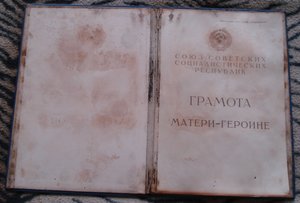 СОЮЗ СОВЕТСКИХ
СОЦИАЛИСТИЧЕСКИХ
РЕСПУБЛИК
ГРАМОТА
МАТЕРИ-ГЕРОИНЕ